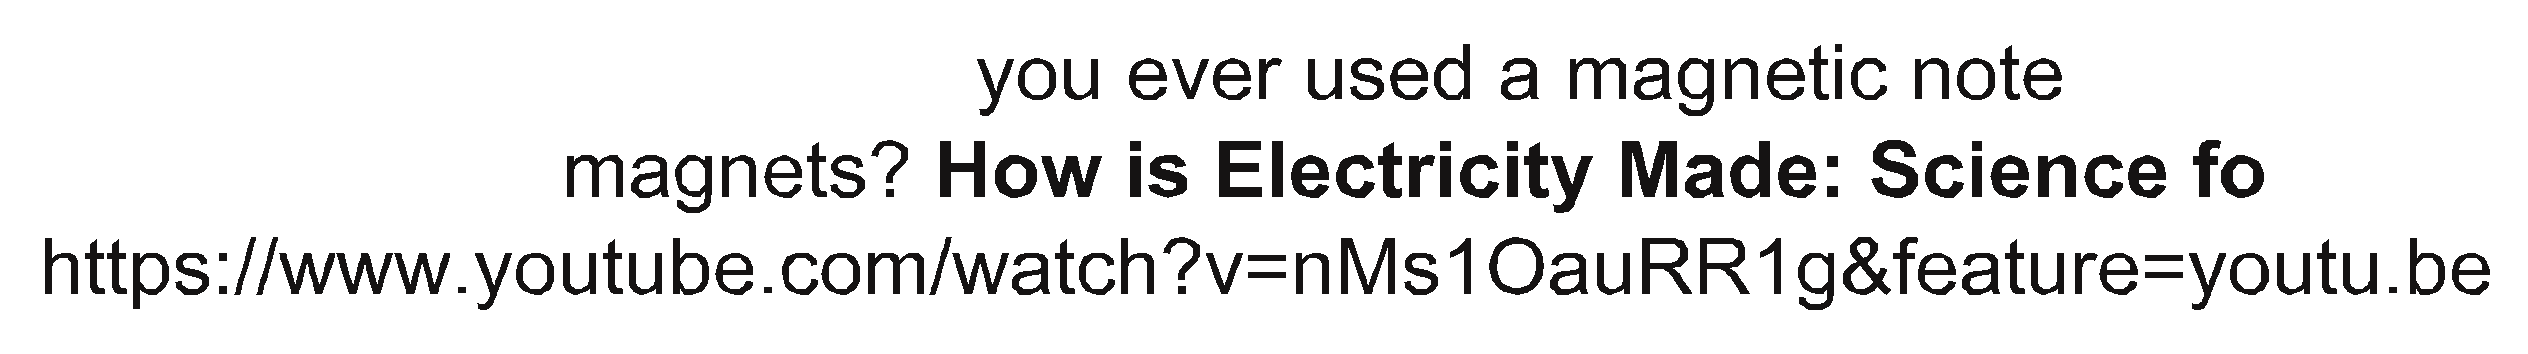 you ever used a magnetic note
magnets? How is Electricity Made: Science fo
https://www.youtube.com/watch?v=nMs1OauRR1g&feature=youtu.be